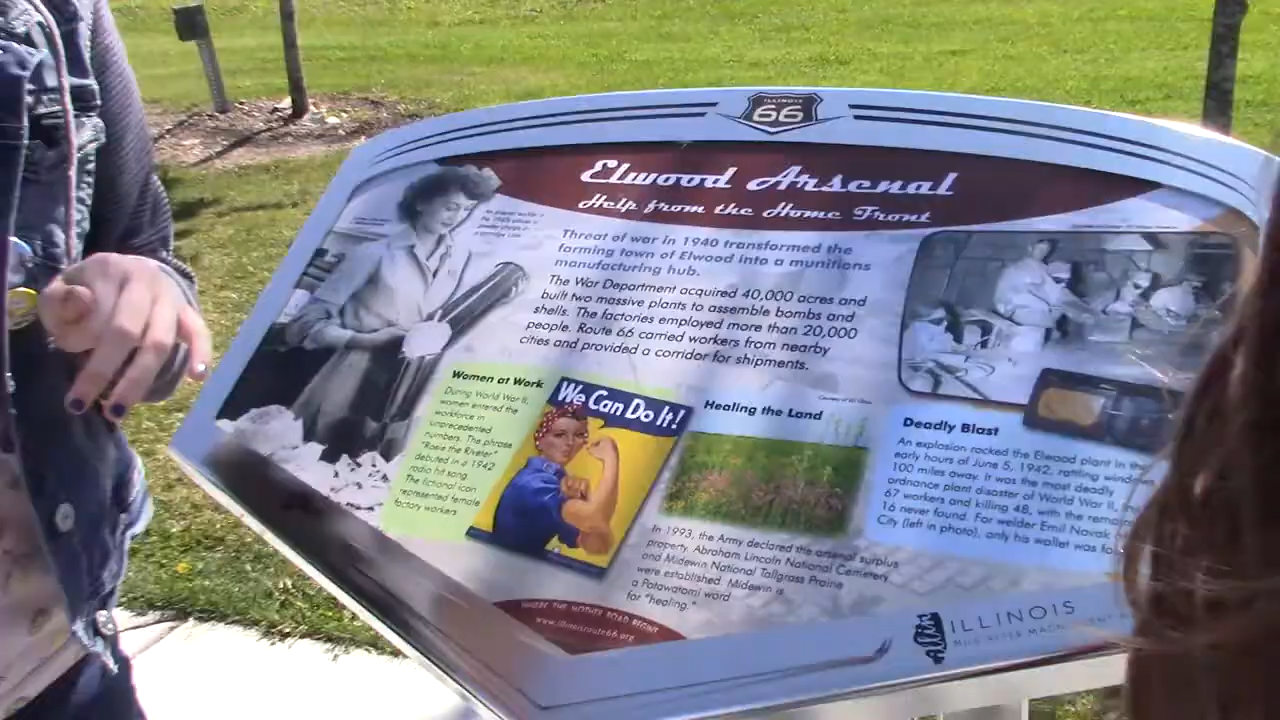 ILLINOIS
66
Elwood Arsenal
Help from the Home Front
Threat of war in 1940 transformed the
farming town of Elwood into a munitions
manufacturing hub.
The War Department acquired 40,000 acres and
built two massive plants to assemble bombs and
shells. The factories employed more than 20,000
people. Route 66 carried workers from nearby
cities and provided a corridor for shipments.
Women at Work
During World War II,
women entered the
workforce in
unprecedented
numbers. The phrase
"Rosie the Riveter"
debuted in a 1942
radio hit song.
The fictional icon
represented female
factory workers
We Can Do It!
Healing the Land
In 1993, the Army declared the arsenal surplus
property. Abraham Lincoln National Cemetery
and Midewin National Tallgrass Prairie
were established. Midewin is
a Potawatomi word
for "healing."
Deadly Blast
An explosion rocked the Elwood plant in the
early hours of June 5, 1942, rattling windows
100 miles away. It was the most deadly
ordnance plant disaster of World War II,
67 workers and killing 48, with the
16 never found. For welder Emil Novak
City (left in photo), only his wallet was
WHERE THE MOTHER ROAD BEGINS
www.illinoisroute66.org
ILLINOIS
MILE AFTER